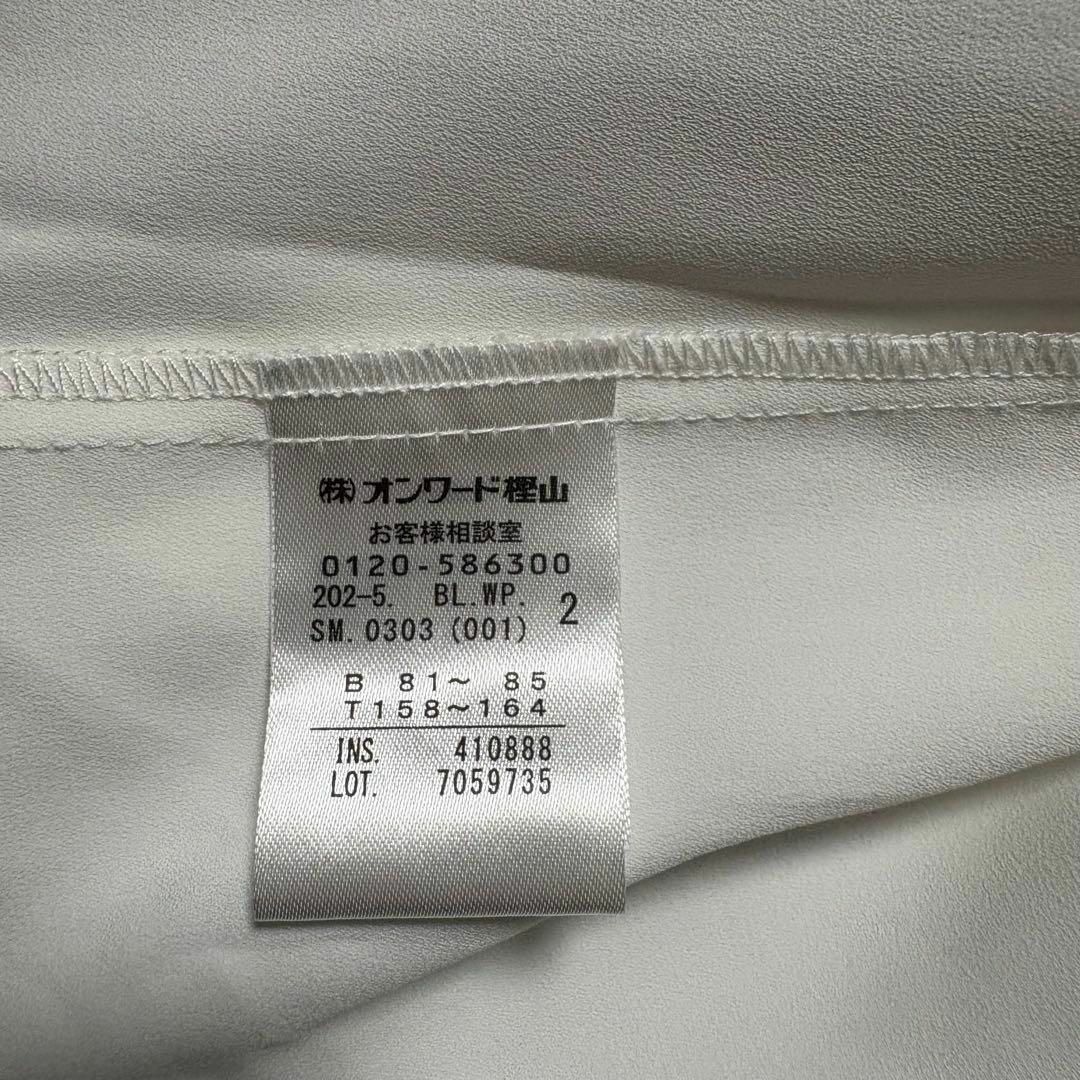 (株)オンワード樫山
お客様相談室
0120-586300
202-5. BL.WP. 2
SM.0303 (001)
B 81～ 85
T158～164
INS. 410888
LOT. 7059735